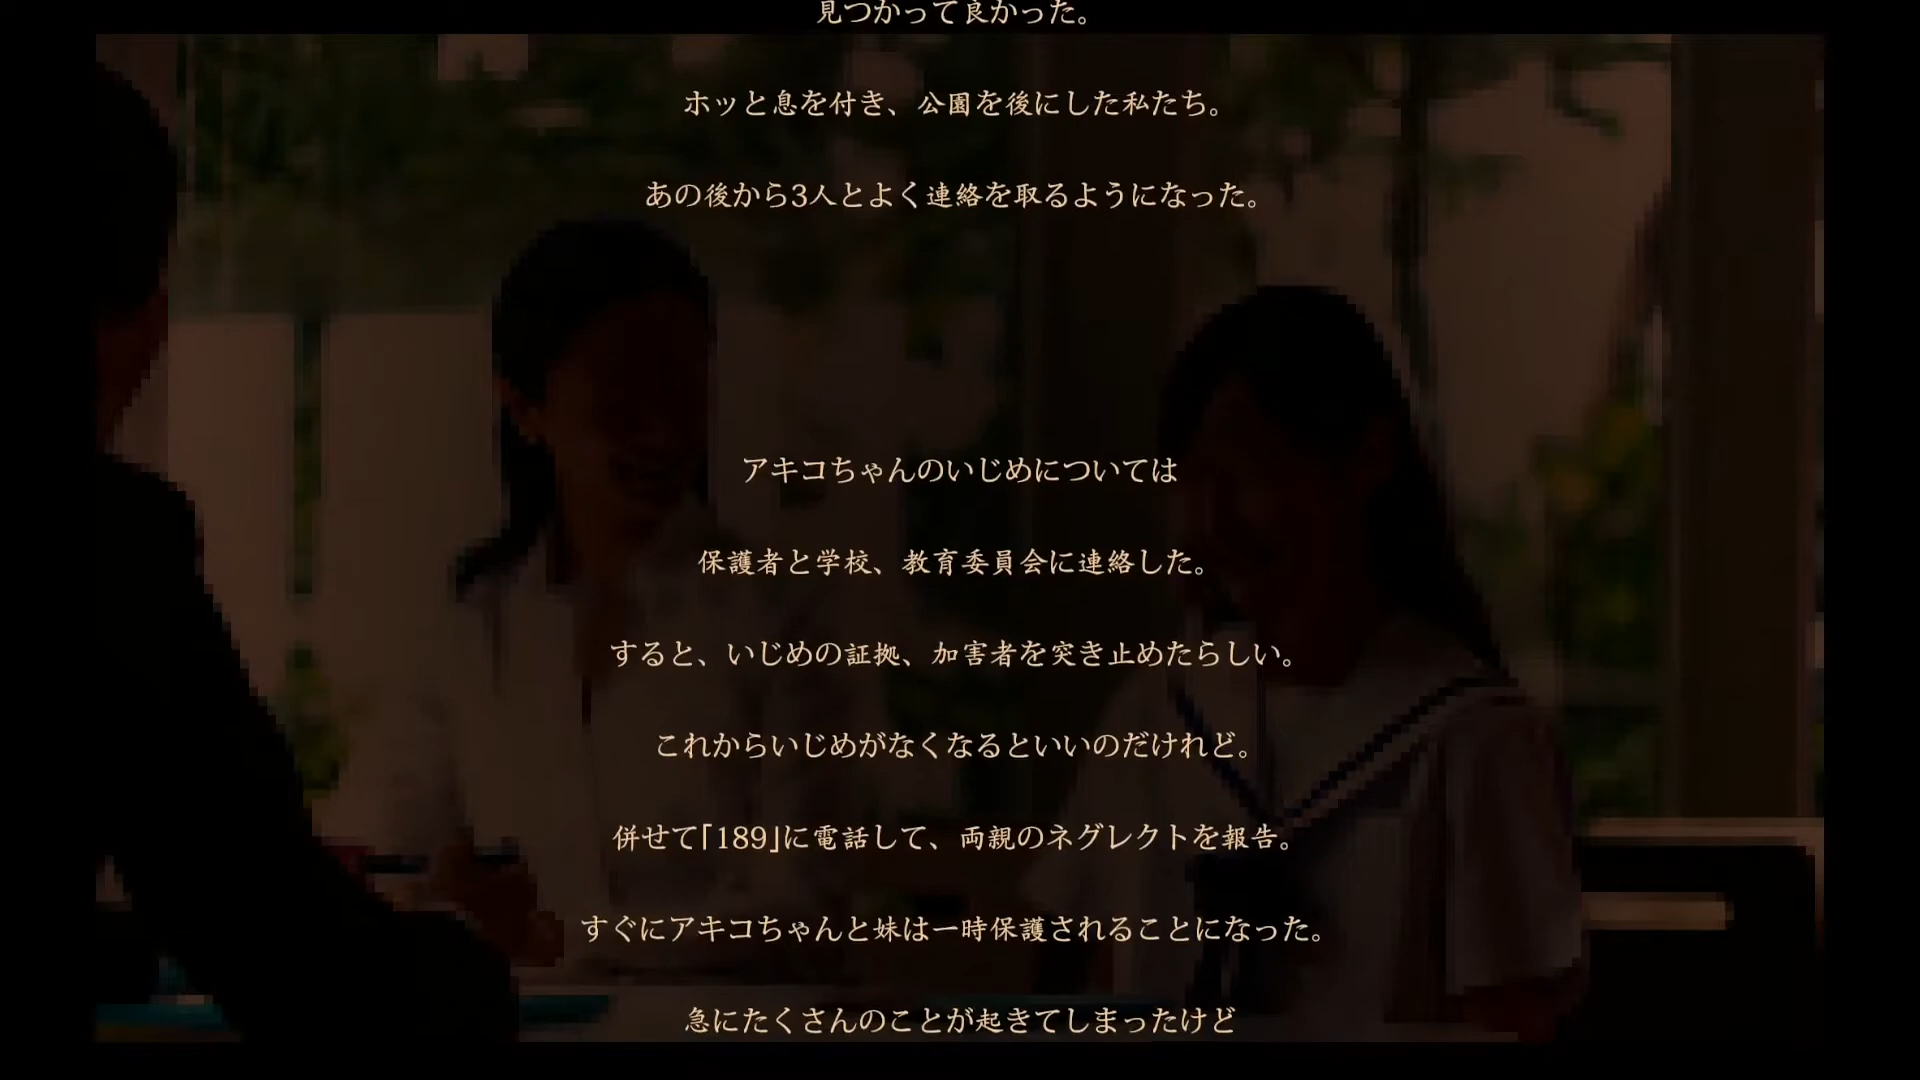 見つかって良かった。
ホッと息を付き、公園を後にした私たち。
あの後から3人とよく連絡を取るようになった。
アキコちゃんのいじめについては
保護者と学校、教育委員会に連絡した。
すると、いじめの証拠、加害者を突き止めたらしい。
これからいじめがなくなるといいのだけれど。
併せて「189」に電話して、両親のネグレクトを報告。
すぐにアキコちゃんと妹は一時保護されることになった。
急にたくさんのことが起きてしまったけど